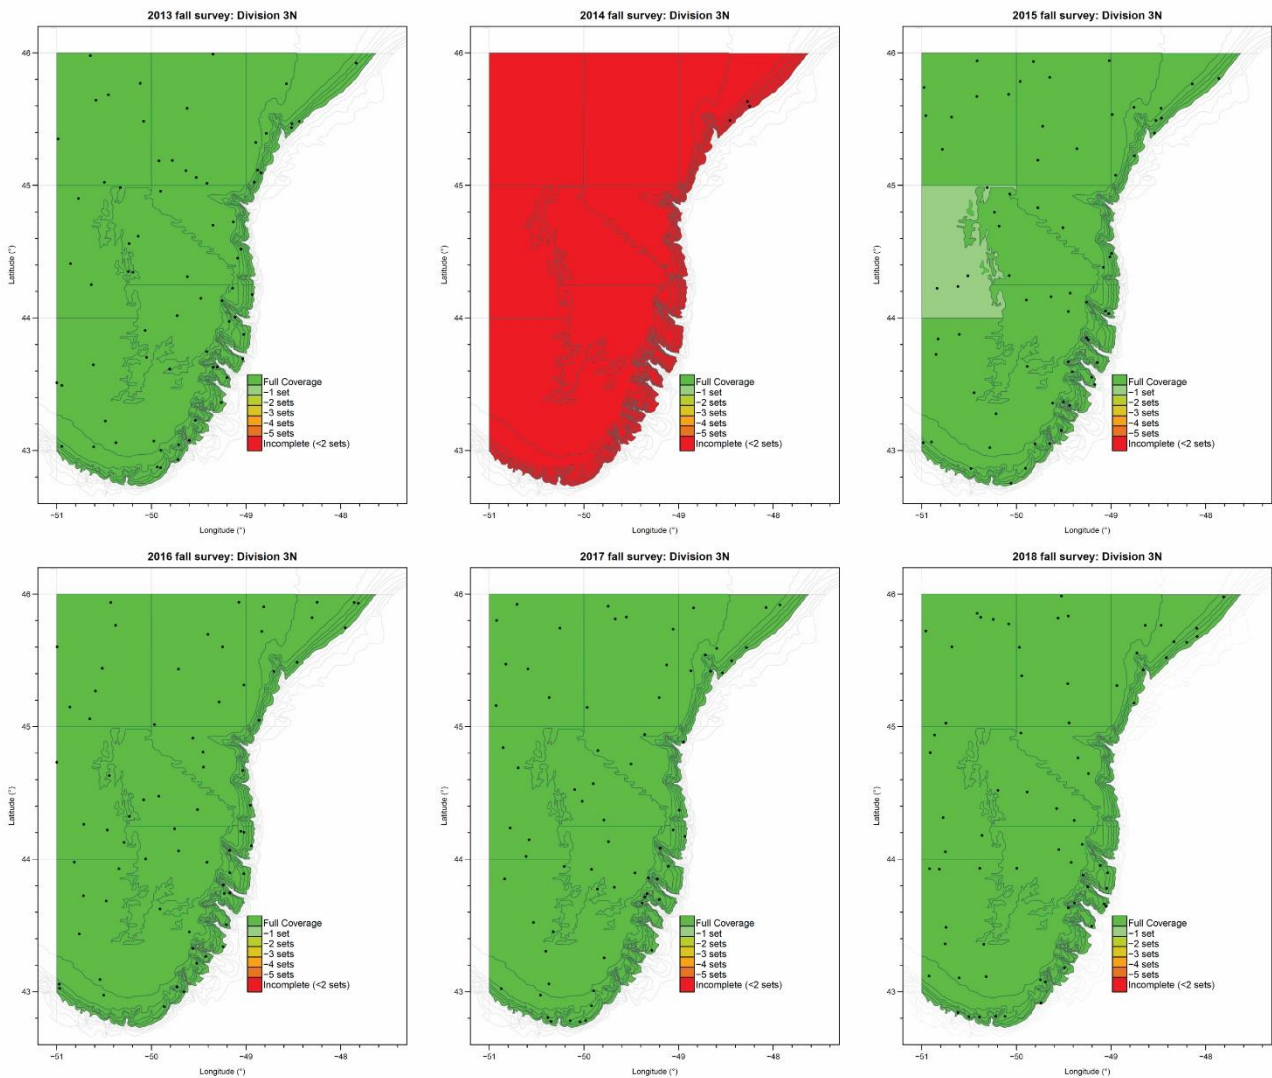 2013 fall survey: Division 3N
46
45
44
43
Latitude (°)
−51
−50
−49
−48
Longitude (°)
Full Coverage
−1 set
−2 sets
−3 sets
−4 sets
−5 sets
Incomplete (<2 sets)
2014 fall survey: Division 3N
46
45
44
43
Latitude (°)
−51
−50
−49
−48
Longitude (°)
Full Coverage
−1 set
−2 sets
−3 sets
−4 sets
−5 sets
Incomplete (<2 sets)
2015 fall survey: Division 3N
46
45
44
43
Latitude (°)
−51
−50
−49
−48
Longitude (°)
Full Coverage
−1 set
−2 sets
−3 sets
−4 sets
−5 sets
Incomplete (<2 sets)
2016 fall survey: Division 3N
46
45
44
43
Latitude (°)
−51
−50
−49
−48
Longitude (°)
Full Coverage
−1 set
−2 sets
−3 sets
−4 sets
−5 sets
Incomplete (<2 sets)
2017 fall survey: Division 3N
46
45
44
43
Latitude (°)
−51
−50
−49
−48
Longitude (°)
Full Coverage
−1 set
−2 sets
−3 sets
−4 sets
−5 sets
Incomplete (<2 sets)
2018 fall survey: Division 3N
46
45
44
43
Latitude (°)
−51
−50
−49
−48
Longitude (°)
Full Coverage
−1 set
−2 sets
−3 sets
−4 sets
−5 sets
Incomplete (<2 sets)